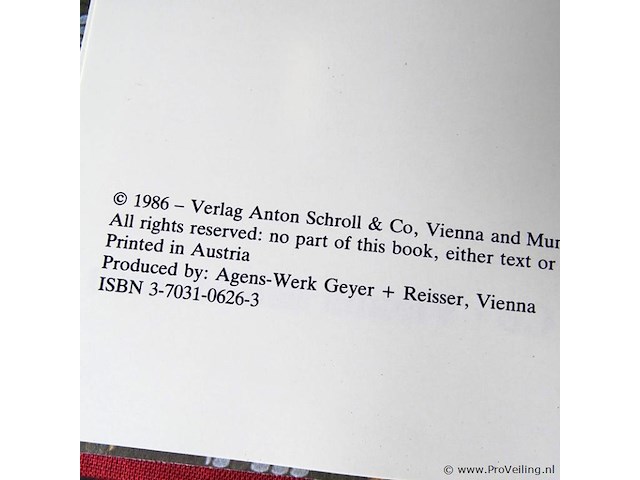 © 1986 – Verlag Anton Schroll & Co, Vienna and
All rights reserved: no part of this book, either text or
Printed in Austria
Produced by: Agens-Werk Geyer + Reisser, Vienna
ISBN 3-7031-0626-3
© www.ProVeiling.nl